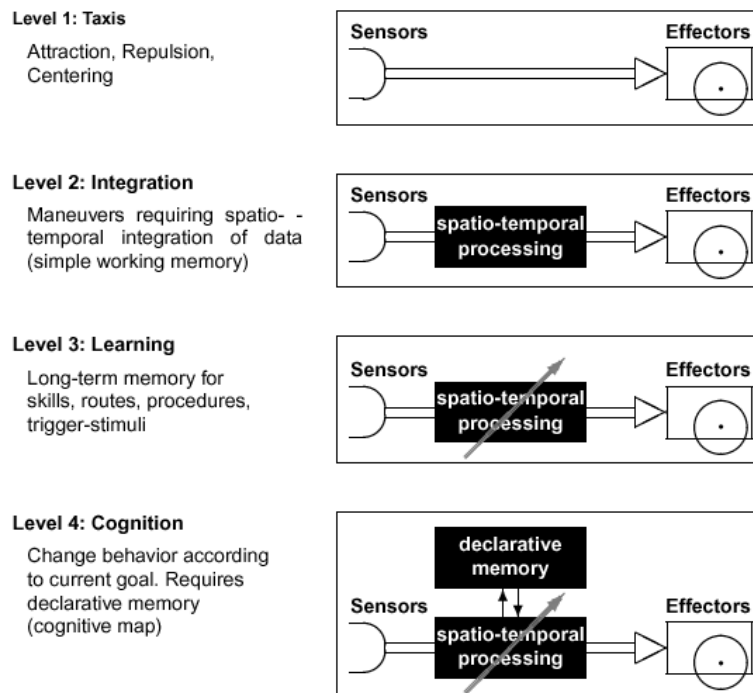 Level 1: Taxis
Attraction, Repulsion,
Centering
Sensors
Effectors
Level 2: Integration
Maneuvers requiring spatio- -
temporal integration of data
(simple working memory)
Sensors
Effectors
spatio-temporal
processing
Level 3: Learning
Long-term memory for
skills, routes, procedures,
trigger-stimuli
Sensors
Effectors
spatio-temporal
processing
Level 4: Cognition
Change behavior according
to current goal. Requires
declarative memory
(cognitive map)
declarative
memory
Sensors
Effectors
spatio-temporal
processing